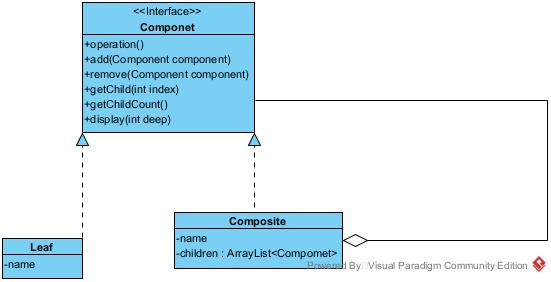 <<Interface>>
Componet
+operation()
+add(Component component)
+remove(Component component)
+getChild(int index)
+getChildCount()
+display(int deep)
Composite
-name
-children : ArrayList<Compomet>
Leaf
-name
Powered By Visual Paradigm Community Edition